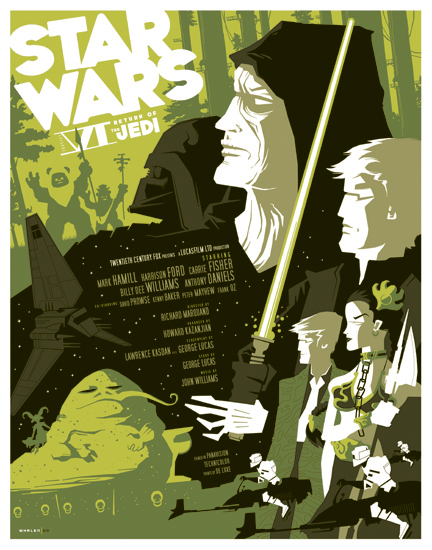 STAR
WARS
EPISODE VI RETURN OF THE JEDI
TWENTIETH CENTURY FOX PRESENTS A LUCASFILM LTD PRODUCTION
STARRING
MARK HAMILL HARRISON FORD CARRIE FISHER
BILLY DEE WILLIAMS ANTHONY DANIELS
CO-STARRING DAVID PROWSE KENNY BAKER PETER MAYHEW FRANK OZ
DIRECTED BY
RICHARD MARQUAND
PRODUCED BY
HOWARD KAZANJIAN
SCREENPLAY BY
LAWRENCE KASDAN AND GEORGE LUCAS
STORY BY
GEORGE LUCAS
MUSIC BY
JOHN WILLIAMS
FILMED IN PANAVISION
TECHNICOLOR
PRINTS BY DE LUXE
WHALEN